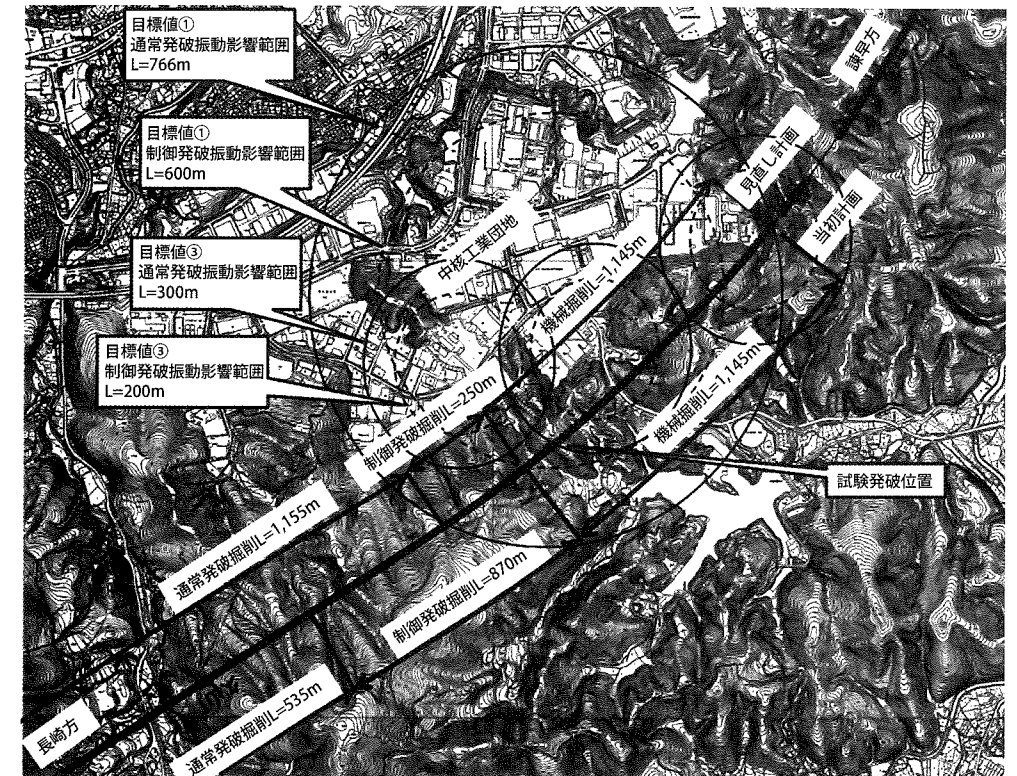 目標値①
通常発破振動影響範囲
L=766m
目標値①
制御発破振動影響範囲
L=600m
目標値③
通常発破振動影響範囲
L=300m
目標値③
制御発破振動影響範囲
L=200m
諫早方
見直し計画
当初計画
中核工業団地
機械掘削L=1,145m
機械掘削L=1,145m
制御発破掘削L=250m
試験発破位置
通常発破掘削L=1,155m
制御発破掘削L=870m
通常発破掘削L=535m
長崎方